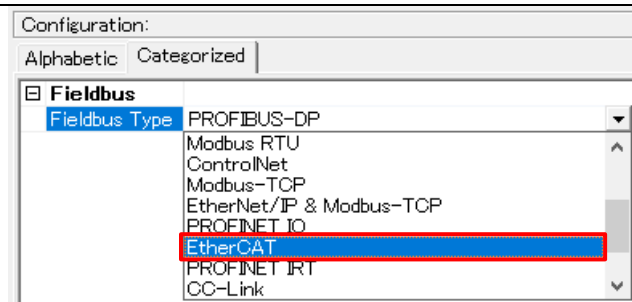 Configuration:
Alphabetic Categorized
Fieldbus
Fieldbus Type PROFIBUS-DP
Modbus RTU
ControlNet
Modbus-TCP
EtherNet/IP & Modbus-TCP
PROFINET IO
EtherCAT
PROFINET IRT
CC-Link